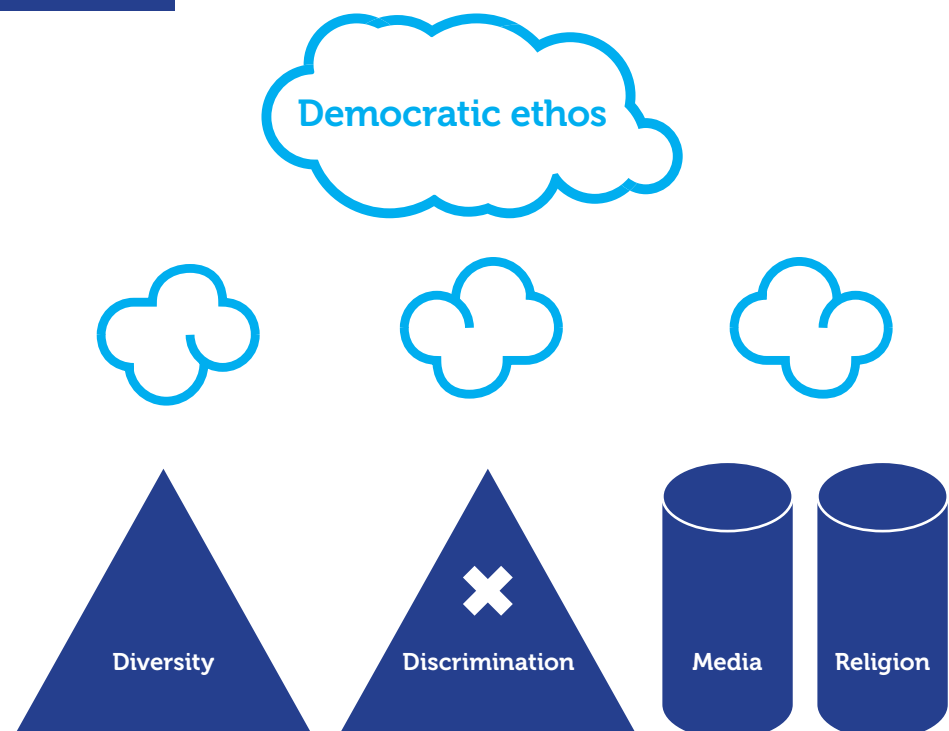 Democratic ethos
Diversity
Discrimination
Media
Religion